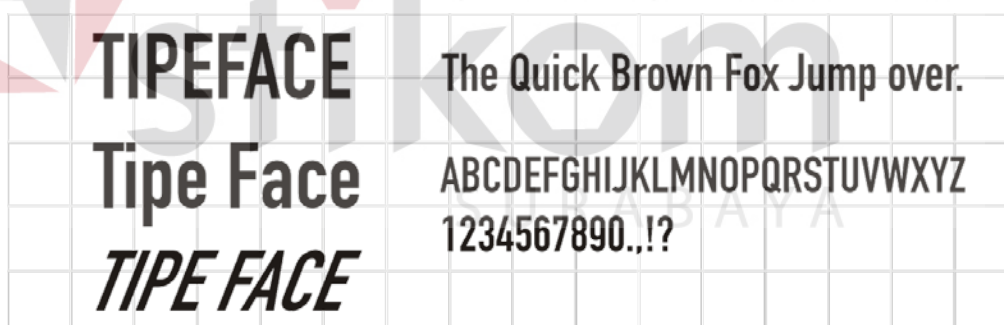 stikom
SURABAYA
TIPEFACE
Tipe Face
TIPE FACE
The Quick Brown Fox Jump over.
ABCDEFGHIJKLMNOPQRSTUVWXYZ
1234567890.,!?